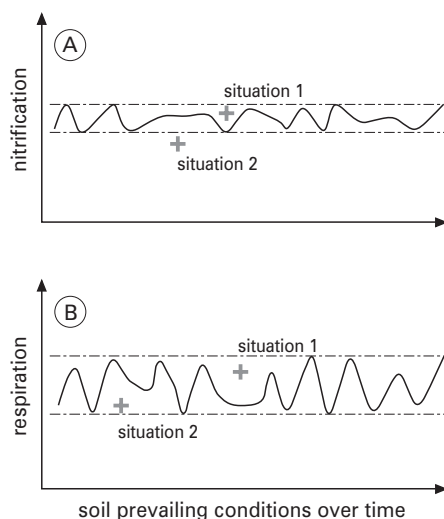 A
nitrification
situation 1
situation 2
B
respiration
situation 1
situation 2
soil prevailing conditions over time